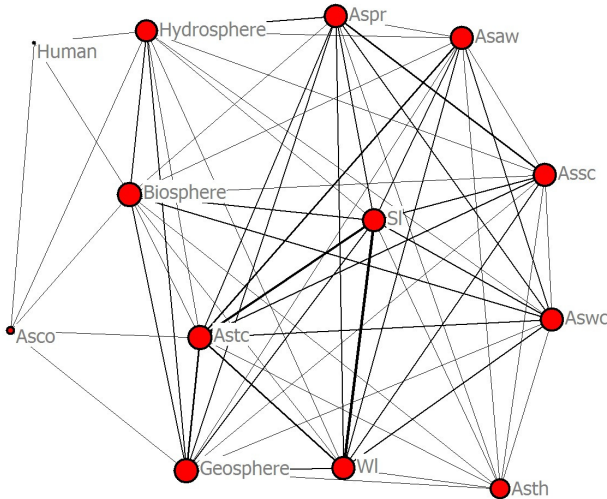 Aspr
Hydrosphere
Asaw
Human
Assc
Biosphere
Sl
Aswc
Asco
Astc
Geosphere
Wl
Asth